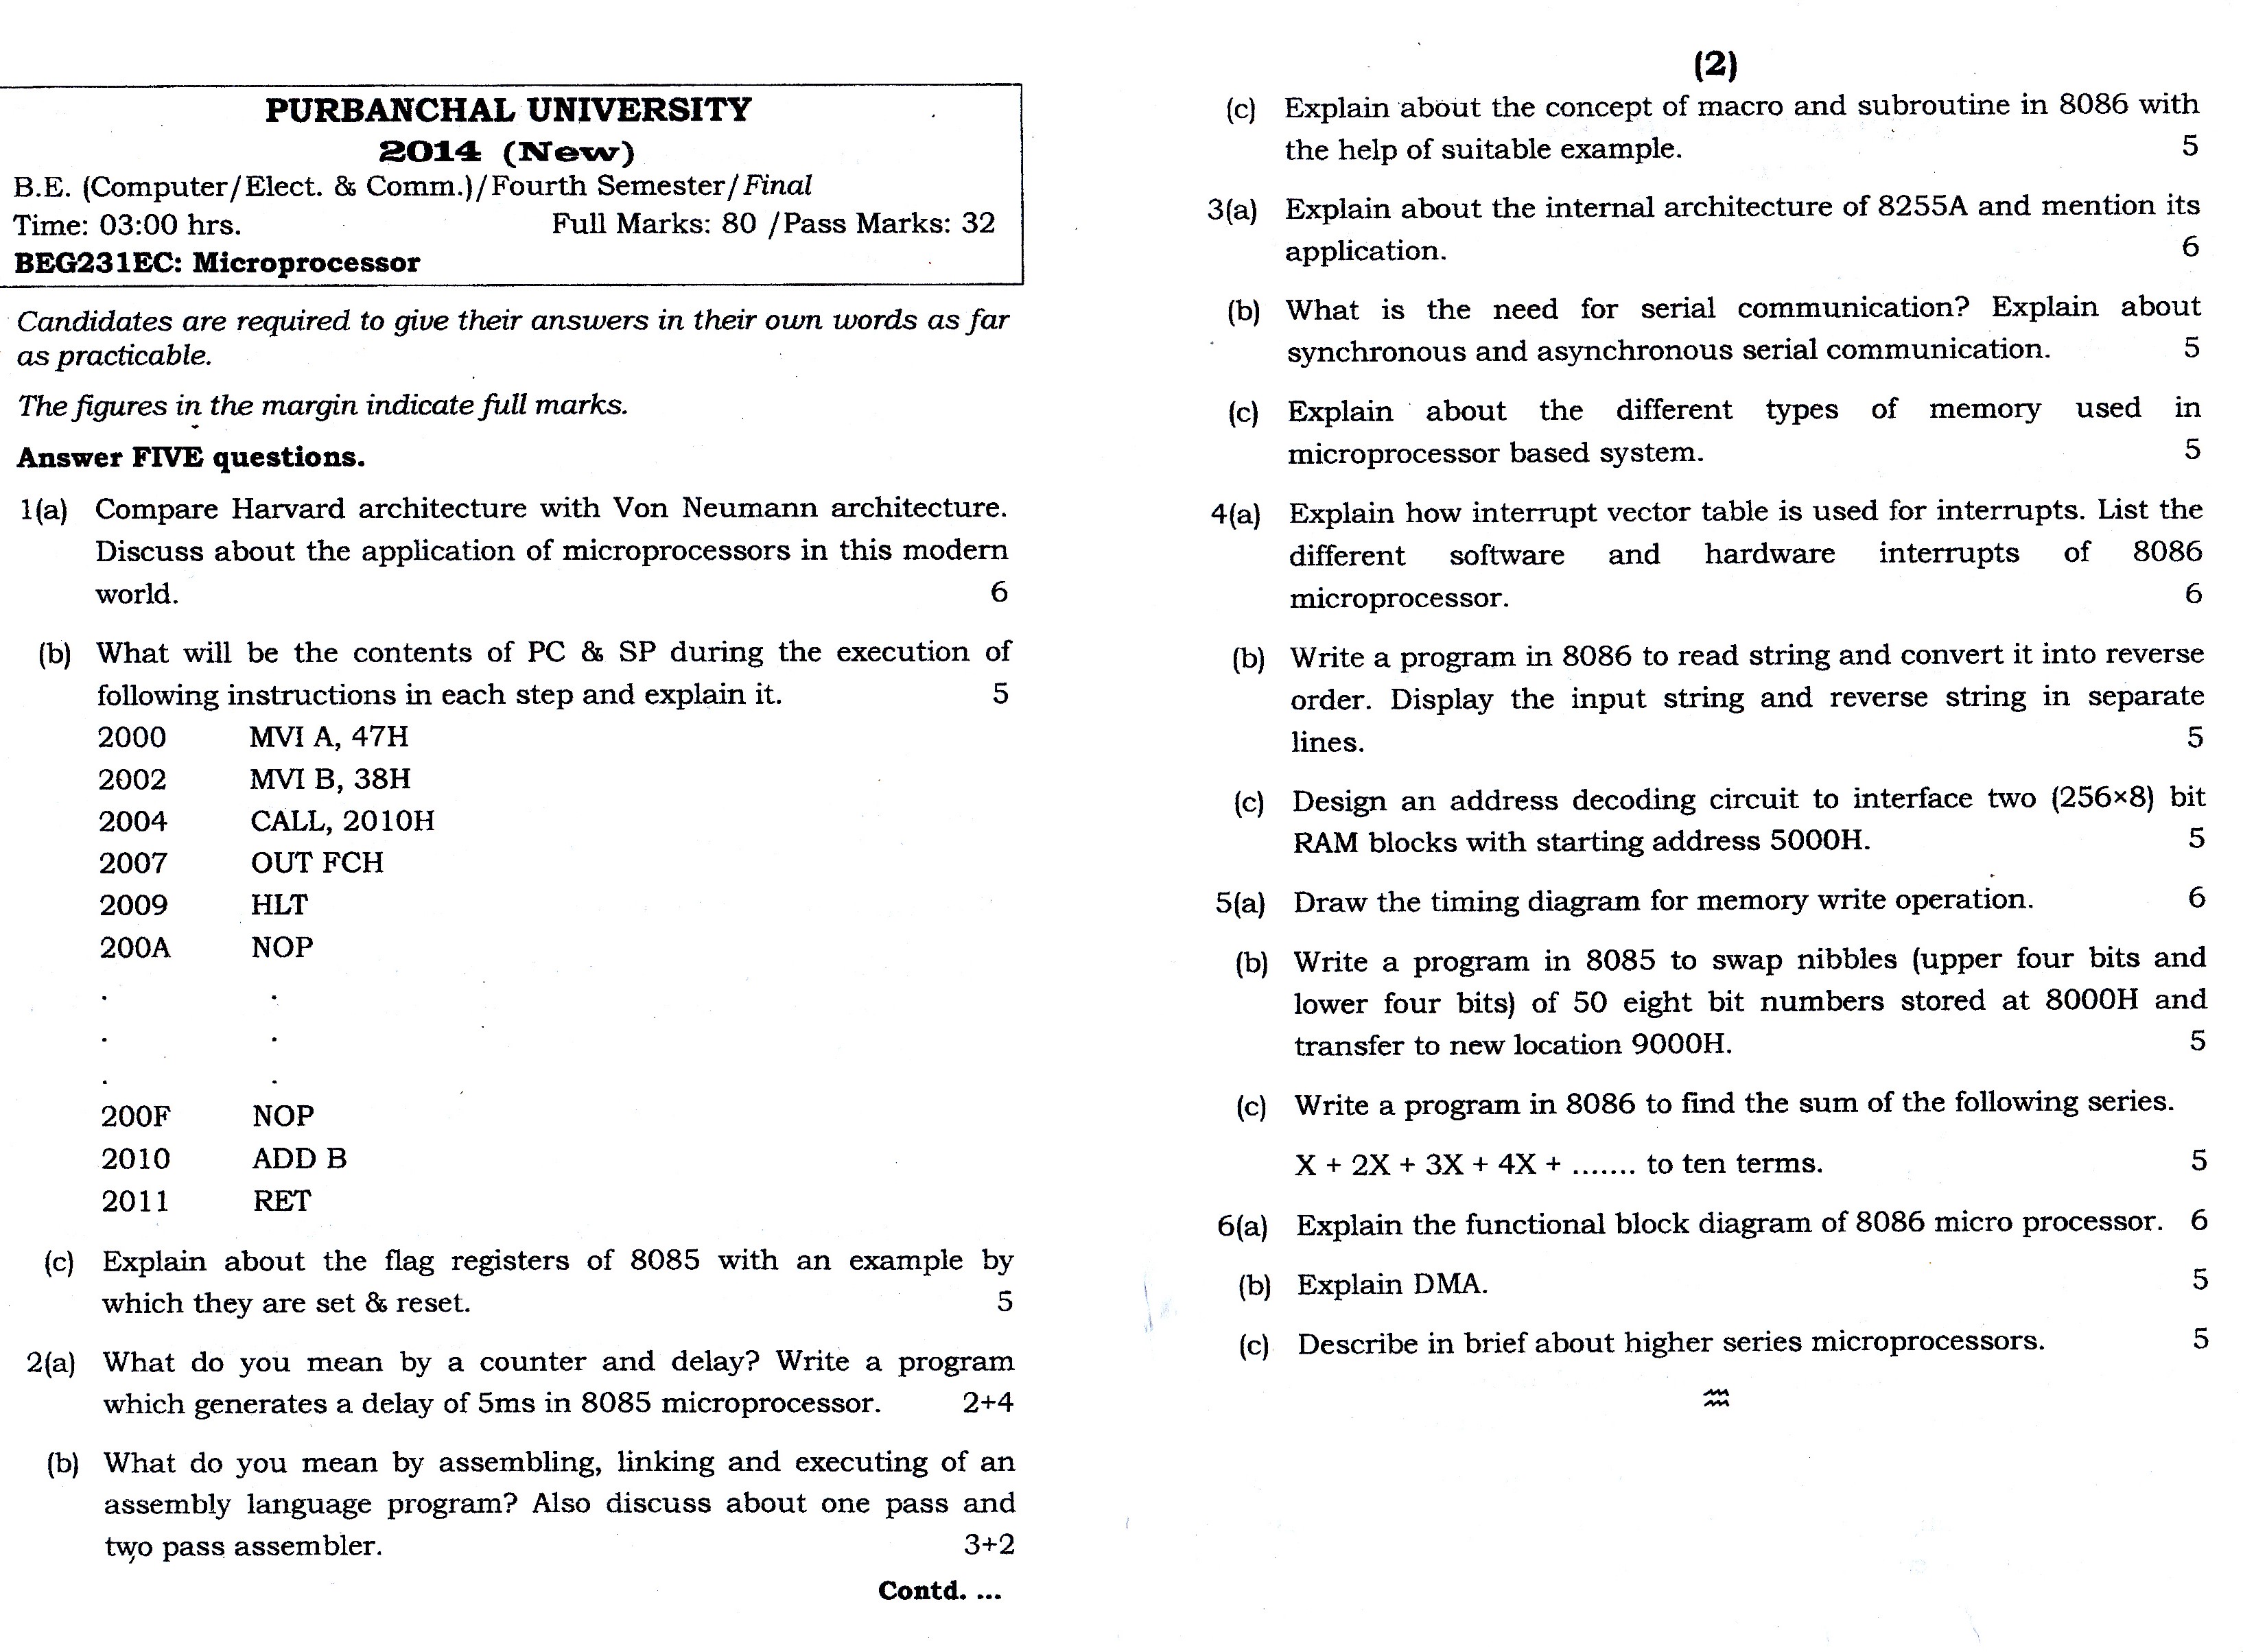 PURBANCHAL UNIVERSITY
2014 (New)
B.E. (Computer/Elect. & Comm.)/Fourth Semester/Final
Time: 03:00 hrs. Full Marks: 80 /Pass Marks: 32
BEG231EC: Microprocessor
Candidates are required to give their answers in their own words as far
as practicable.
The figures in the margin indicate full marks.
Answer FIVE questions.
1(a) Compare Harvard architecture with Von Neumann architecture.
Discuss about the application of microprocessors in this modern
world. 6
(b) What will be the contents of PC & SP during the execution of
following instructions in each step and explain it. 5
2000 MVI A, 47H
2002 MVI B, 38H
2004 CALL, 2010H
2007 OUT FCH
2009 HLT
200A NOP
. .
. .
. .
200F NOP
2010 ADD B
2011 RET
(c) Explain about the flag registers of 8085 with an example by
which they are set & reset. 5
2(a) What do you mean by a counter and delay? Write a program
which generates a delay of 5ms in 8085 microprocessor. 2+4
(b) What do you mean by assembling, linking and executing of an
assembly language program? Also discuss about one pass and
two pass assembler. 3+2
Contd. ...
(2)
(c) Explain about the concept of macro and subroutine in 8086 with
the help of suitable example. 5
3(a) Explain about the internal architecture of 8255A and mention its
application. 6
(b) What is the need for serial communication? Explain about
synchronous and asynchronous serial communication. 5
(c) Explain about the different types of memory used in
microprocessor based system. 5
4(a) Explain how interrupt vector table is used for interrupts. List the
different software and hardware interrupts of 8086
microprocessor. 6
(b) Write a program in 8086 to read string and convert it into reverse
order. Display the input string and reverse string in separate
lines. 5
(c) Design an address decoding circuit to interface two (256×8) bit
RAM blocks with starting address 5000H. 5
5(a) Draw the timing diagram for memory write operation. 6
(b) Write a program in 8085 to swap nibbles (upper four bits and
lower four bits) of 50 eight bit numbers stored at 8000H and
transfer to new location 9000H. 5
(c) Write a program in 8086 to find the sum of the following series.
X + 2X + 3X + 4X + ....... to ten terms. 5
6(a) Explain the functional block diagram of 8086 micro processor. 6
(b) Explain DMA. 5
(c) Describe in brief about higher series microprocessors. 5